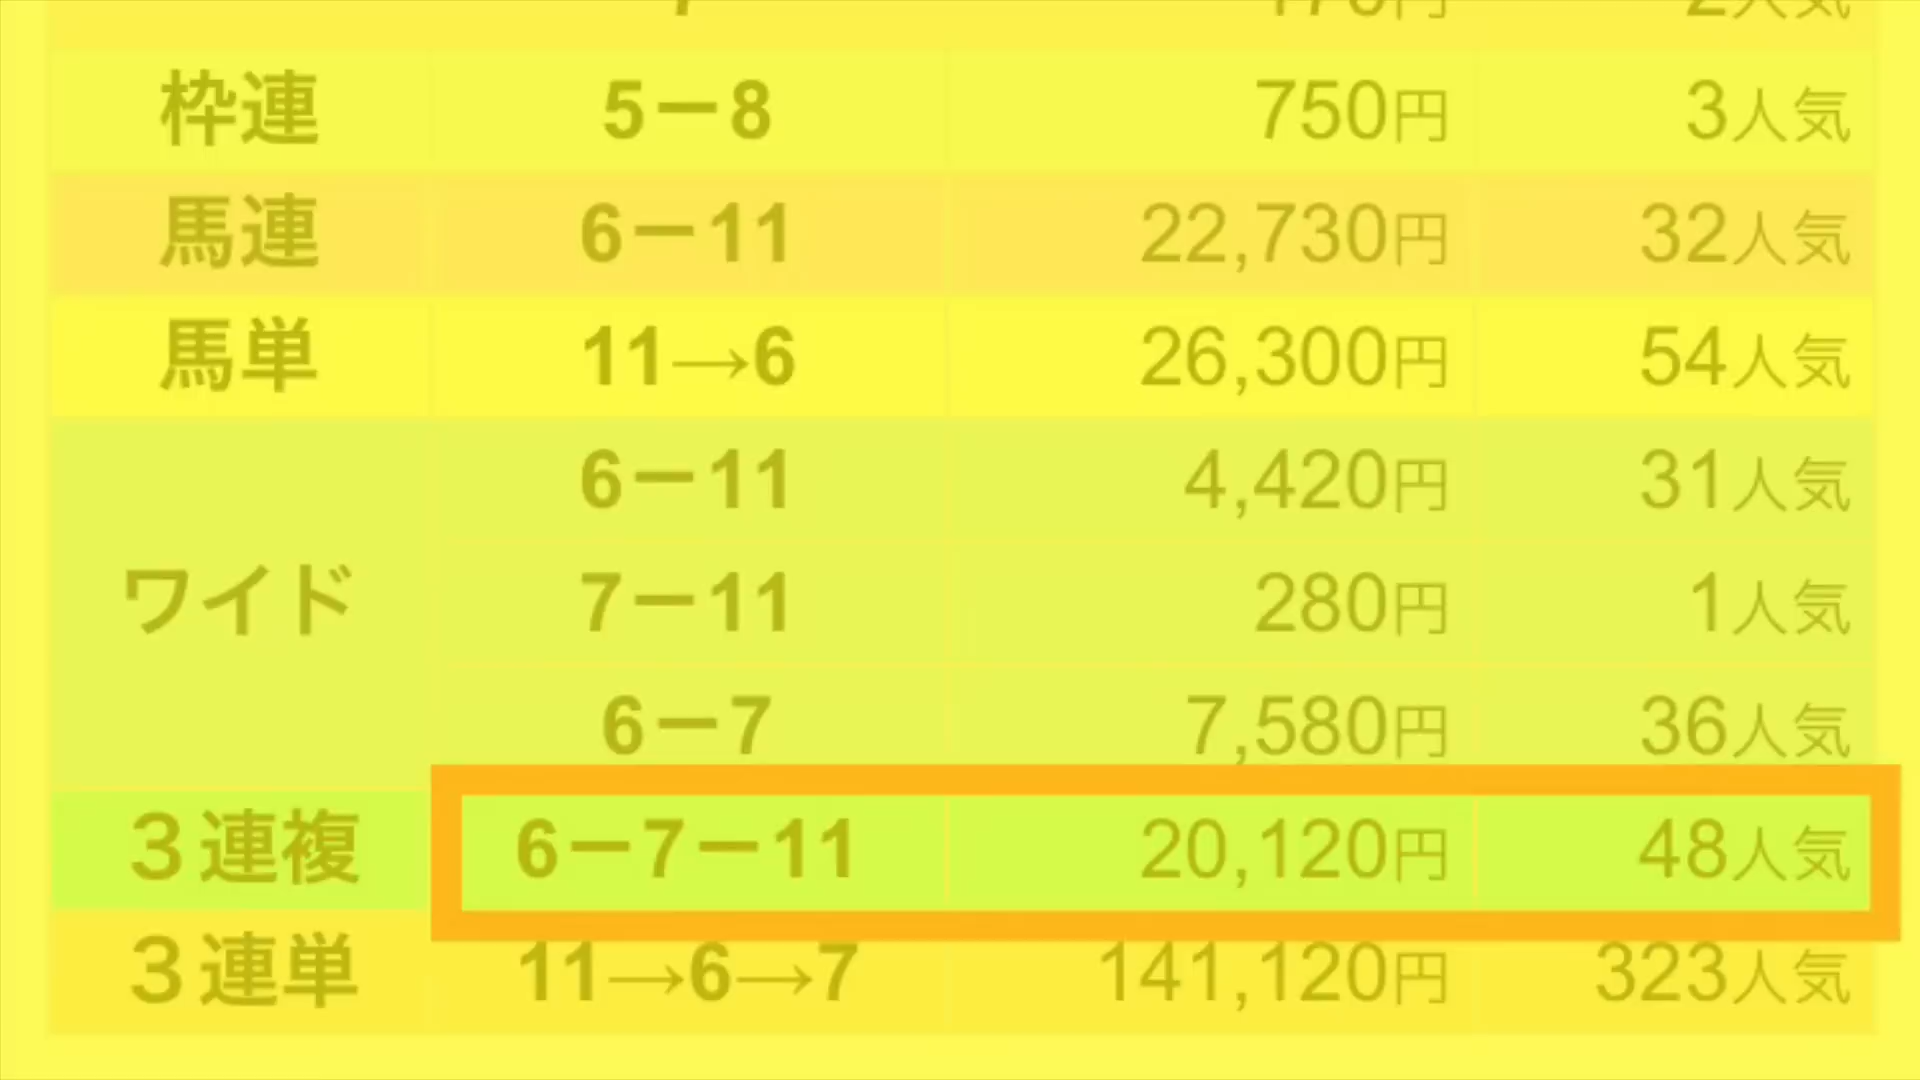 枠連 5－8 750円 3人気
馬連 6－11 22,730円 32人気
馬単 11→6 26,300円 54人気
6－11 4,420円 31人気
ワイド 7－11 280円 1人気
6－7 7,580円 36人気
３連複 6－7－11 20,120円 48人気
３連単 11→6→7 141,120円 323人気